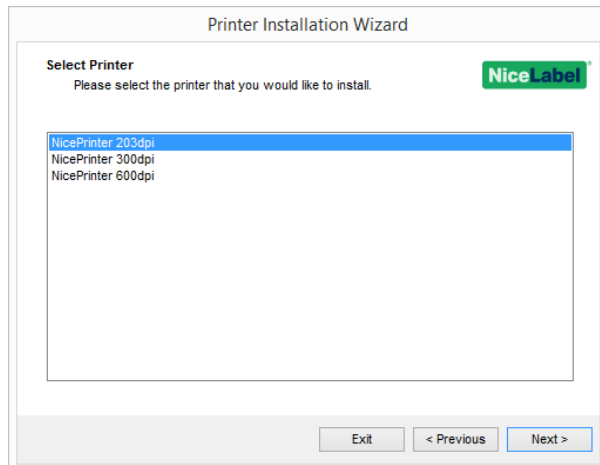 Printer Installation Wizard
Select Printer
Please select the printer that you would like to install.
NiceLabel
NicePrinter 203dpi
NicePrinter 300dpi
NicePrinter 600dpi
Exit
< Previous
Next >